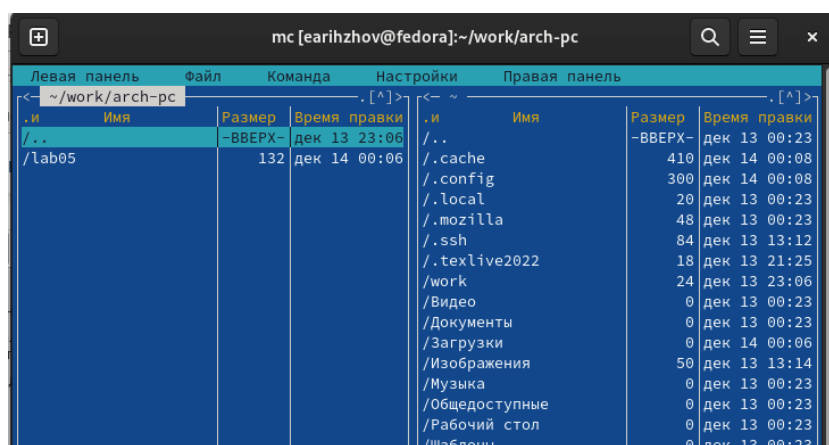 mc [earihzhov@fedora]:~/work/arch-pc
Левая панель Файл Команда Настройки Правая панель
<— ~/work/arch-pc .[^]>
.и Имя Размер Время правки
/.. -ВВЕРХ- дек 13 23:06
/lab05 132 дек 14 00:06
<— ~ .[^]>
.и Имя Размер Время правки
/.. -ВВЕРХ- дек 13 00:23
/.cache 410 дек 14 00:08
/.config 300 дек 14 00:08
/.local 20 дек 13 00:23
/.mozilla 48 дек 13 00:23
/.ssh 84 дек 13 13:12
/.texlive2022 18 дек 13 21:25
/work 24 дек 13 23:06
/Видео 0 дек 13 00:23
/Документы 0 дек 13 00:23
/Загрузки 0 дек 14 00:06
/Изображения 50 дек 13 13:14
/Музыка 0 дек 13 00:23
/Общедоступные 0 дек 13 00:23
/Рабочий стол 0 дек 13 00:23
/Шаблоны 0 дек 13 00:23